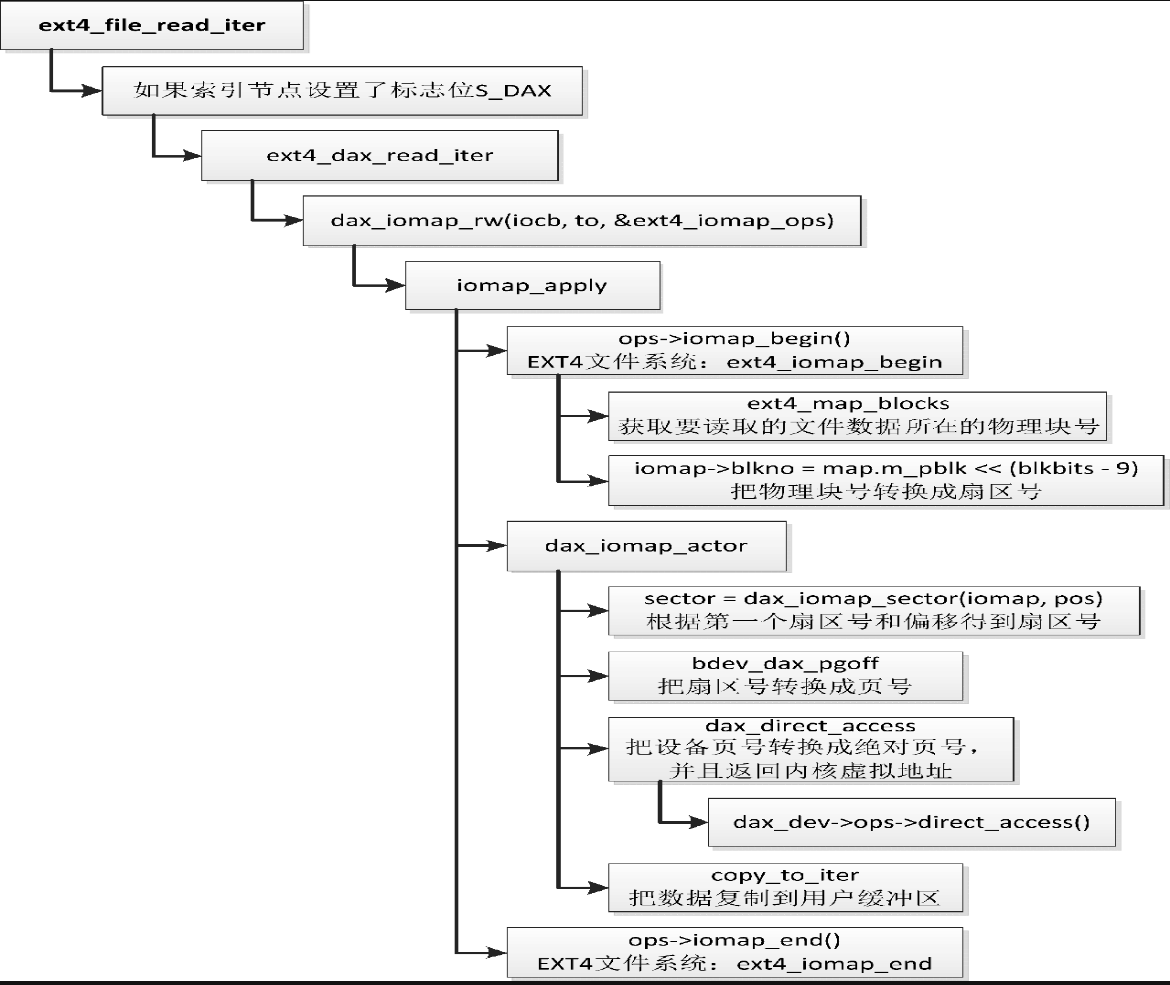 ext4_file_read_iter
如果索引节点设置了标志位S_DAX
ext4_dax_read_iter
dax_iomap_rw(iocb, to, &ext4_iomap_ops)
iomap_apply
ops->iomap_begin()
EXT4文件系统：ext4_iomap_begin
ext4_map_blocks
获取要读取的文件数据所在的物理块号
iomap->blkno = map.m_pblk << (blkbits - 9)
把物理块号转换成扇区号
dax_iomap_actor
sector = dax_iomap_sector(iomap, pos)
根据第一个扇区号和偏移得到扇区号
bdev_dax_pgoff
把扇区号转换成页号
dax_direct_access
把设备页号转换成绝对页号，
并且返回内核虚拟地址
dax_dev->ops->direct_access()
copy_to_iter
把数据复制到用户缓冲区
ops->iomap_end()
EXT4文件系统：ext4_iomap_end